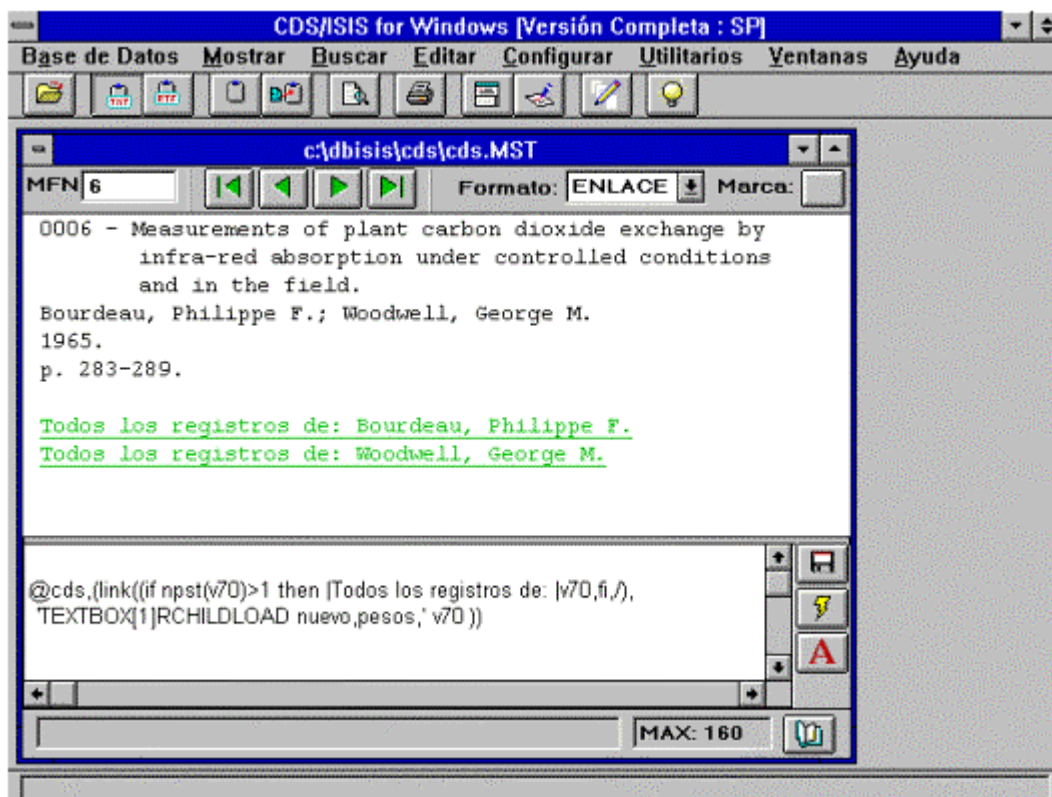 CDS/ISIS for Windows [Versión Completa : SP]
Base de Datos Mostrar Buscar Editar Configurar Utilitarios Ventanas Ayuda
c:\dbisis\cds\cds.MST
MFN 6 Formato: ENLACE Marca:
0006 - Measurements of plant carbon dioxide exchange by
infra-red absorption under controlled conditions
and in the field.
Bourdeau, Philippe F.; Woodwell, George M.
1965.
p. 283-289.
Todos los registros de: Bourdeau, Philippe F.
Todos los registros de: Woodwell, George M.
@cds,(link((if npst(v70)>1 then |Todos los registros de: |v70,fi,/),
'TEXTBOX[1]RCHILDLOAD nuevo,pesos,' v70 ))
A
MAX: 160